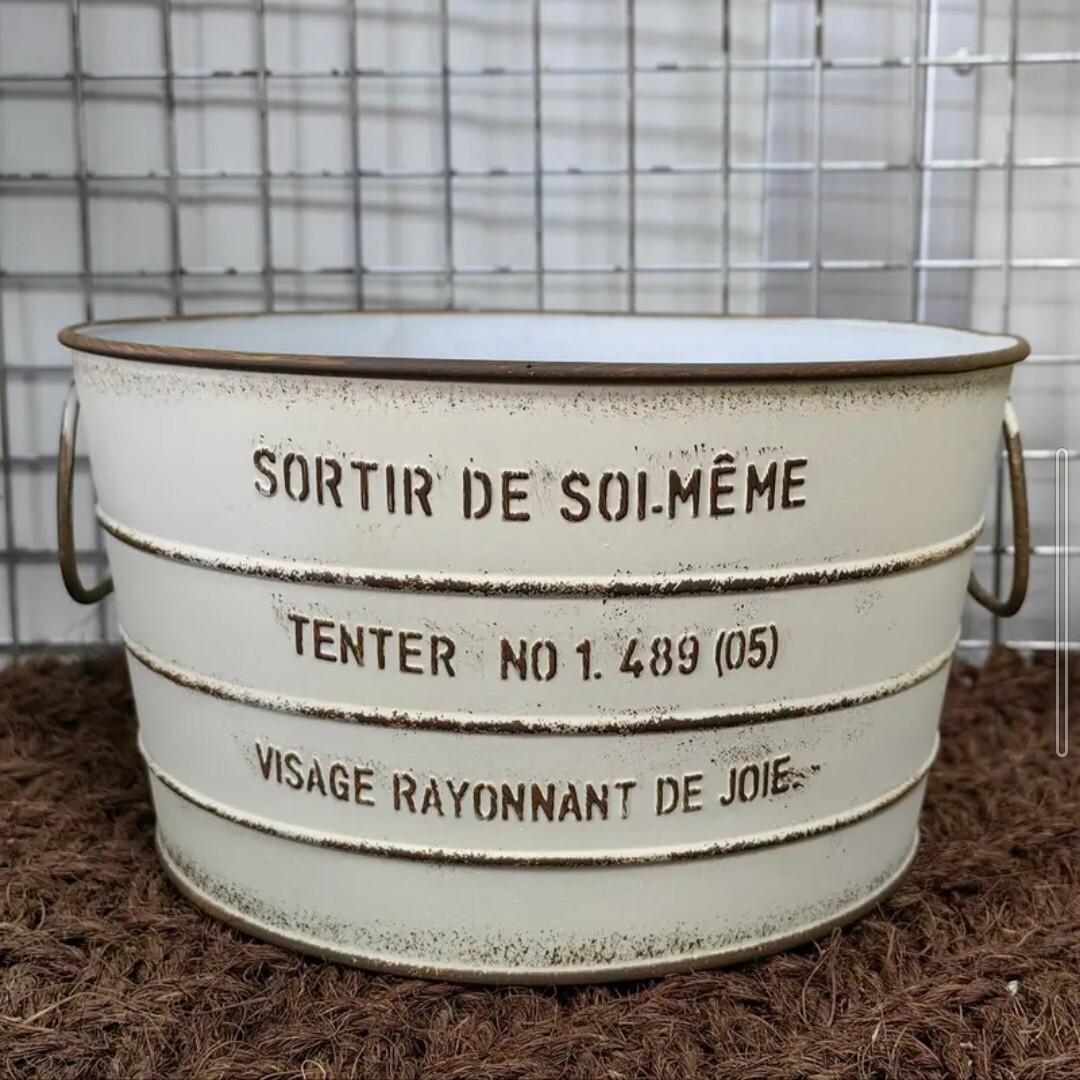 SORTIR DE SOI-MÊME
TENTER NO 1. 489 (05)
VISAGE RAYONNANT DE JOIE.